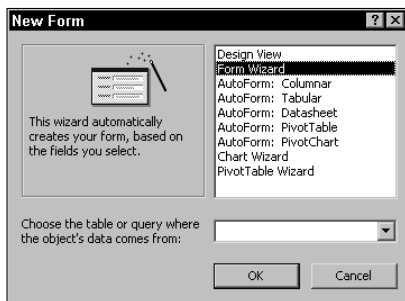 New Form
This wizard automatically
creates your form, based on
the fields you select.
Design View
Form Wizard
AutoForm: Columnar
AutoForm: Tabular
AutoForm: Datasheet
AutoForm: PivotTable
AutoForm: PivotChart
Chart Wizard
PivotTable Wizard
Choose the table or query where
the object's data comes from:
OK
Cancel